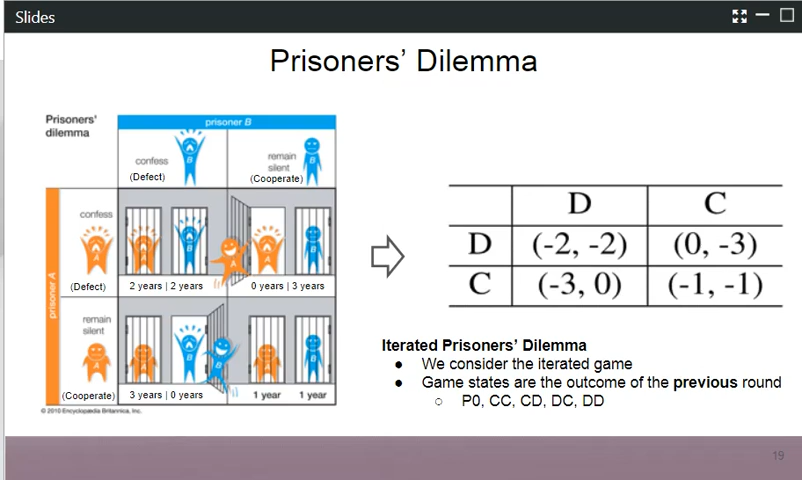 Slides
Prisoners' Dilemma
Prisoners'
dilemma
prisoner B
confess
(Defect)
B
remain
silent
(Cooperate)
B
prisoner A
confess
(Defect)
A
A
B
A
A
B
2 years | 2 years
0 years | 3 years
remain
silent
(Cooperate)
A
A
B
B
A
B
3 years | 0 years
1 year
1 year
© 2010 Encyclopædia Britannica, Inc.
D C
D (-2, -2) (0, -3)
C (-3, 0) (-1, -1)
Iterated Prisoners' Dilemma
● We consider the iterated game
● Game states are the outcome of the previous round
○ P0, CC, CD, DC, DD
19